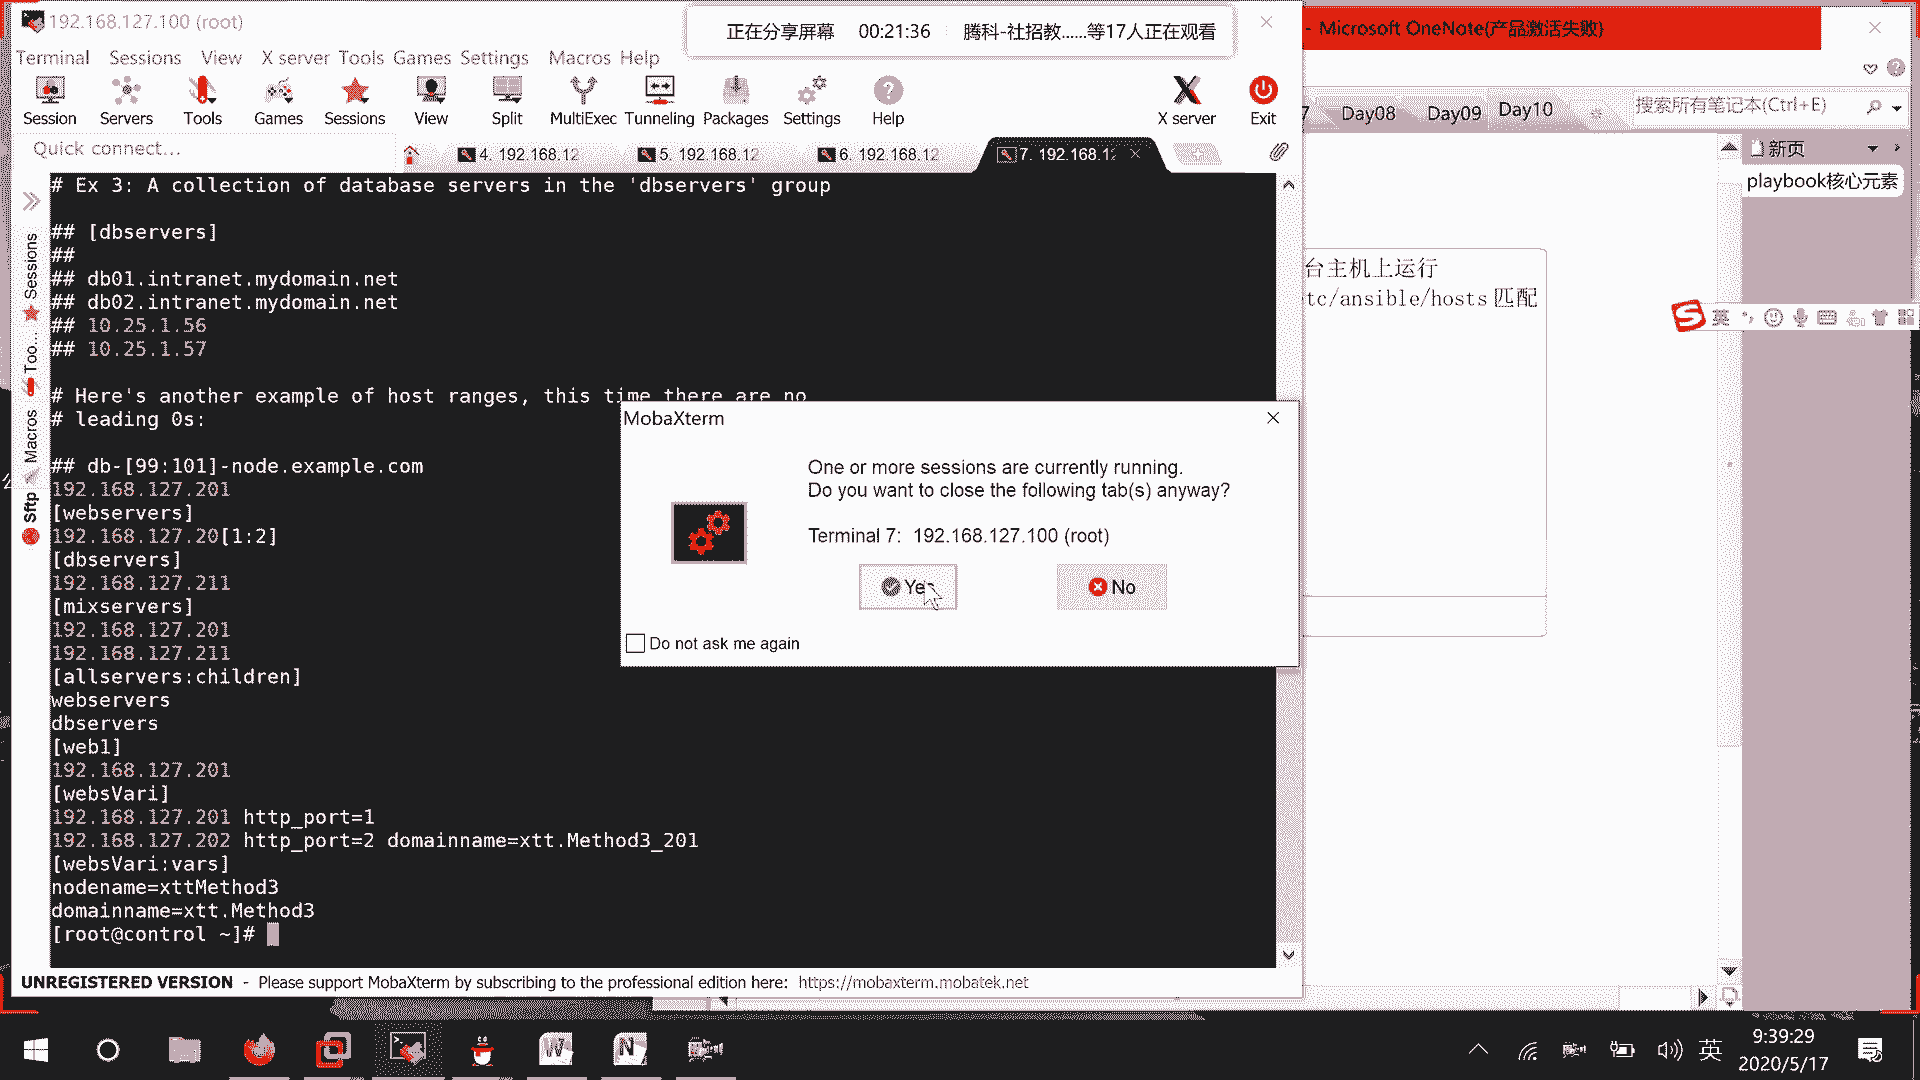 192.168.127.100 (root)
正在分享屏幕 00:21:36 腾科-社招教......等17人正在观看
- Microsoft OneNote(产品激活失败)
Terminal Sessions View X server Tools Games Settings Macros Help
Session Servers Tools Games Sessions View Split MultiExec Tunneling Packages Settings Help X server Exit
7 Day08 Day09 Day10 搜索所有笔记本(Ctrl+E)
Quick connect...
4. 192.168.12 5. 192.168.12 6. 192.168.12 7. 192.168.12
新页
playbook核心元素
Sessions
Too...
Macros
Sftp
# Ex 3: A collection of database servers in the 'dbservers' group
## [dbservers]
##
## db01.intranet.mydomain.net
## db02.intranet.mydomain.net
## 10.25.1.56
## 10.25.1.57
# Here's another example of host ranges, this time there are no
# leading 0s:
## db-[99:101]-node.example.com
192.168.127.201
[webservers]
192.168.127.20[1:2]
[dbservers]
192.168.127.211
[mixservers]
192.168.127.201
192.168.127.211
[allservers:children]
webservers
dbservers
[web1]
192.168.127.201
[websVari]
192.168.127.201 http_port=1
192.168.127.202 http_port=2 domainname=xtt.Method3_201
[websVari:vars]
nodename=xttMethod3
domainname=xtt.Method3
[root@control ~]#
MobaXterm
One or more sessions are currently running.
Do you want to close the following tab(s) anyway?
Terminal 7: 192.168.127.100 (root)
Yes No
Do not ask me again
台主机上运行
tc/ansible/hosts 匹配
英
UNREGISTERED VERSION - Please support MobaXterm by subscribing to the professional edition here: https://mobaxterm.mobatek.net
英
9:39:29
2020/5/17